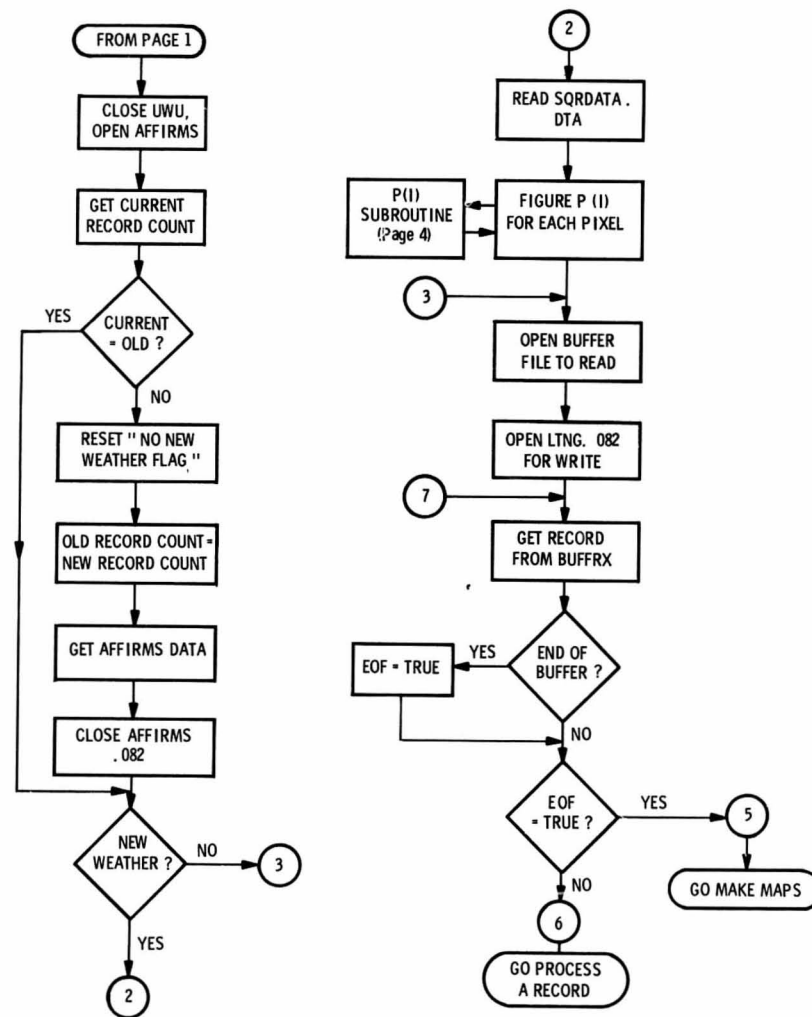 FROM PAGE 1
CLOSE UWU,
OPEN AFFIRMS
GET CURRENT
RECORD COUNT
YES
CURRENT
= OLD ?
NO
RESET " NO NEW
WEATHER FLAG, "
OLD RECORD COUNT=
NEW RECORD COUNT
GET AFFIRMS DATA
CLOSE AFFIRMS
. 082
NEW
WEATHER ?
NO
3
YES
2
2
READ SQRDATA .
DTA
P(I)
SUBROUTINE
(Page 4)
FIGURE P (I)
FOR EACH PIXEL
3
OPEN BUFFER
FILE TO READ
OPEN LTNG. 082
FOR WRITE
7
GET RECORD
FROM BUFFRX
END OF
BUFFER ?
YES
EOF = TRUE
NO
EOF
= TRUE ?
YES
5
GO MAKE MAPS
NO
6
GO PROCESS
A RECORD